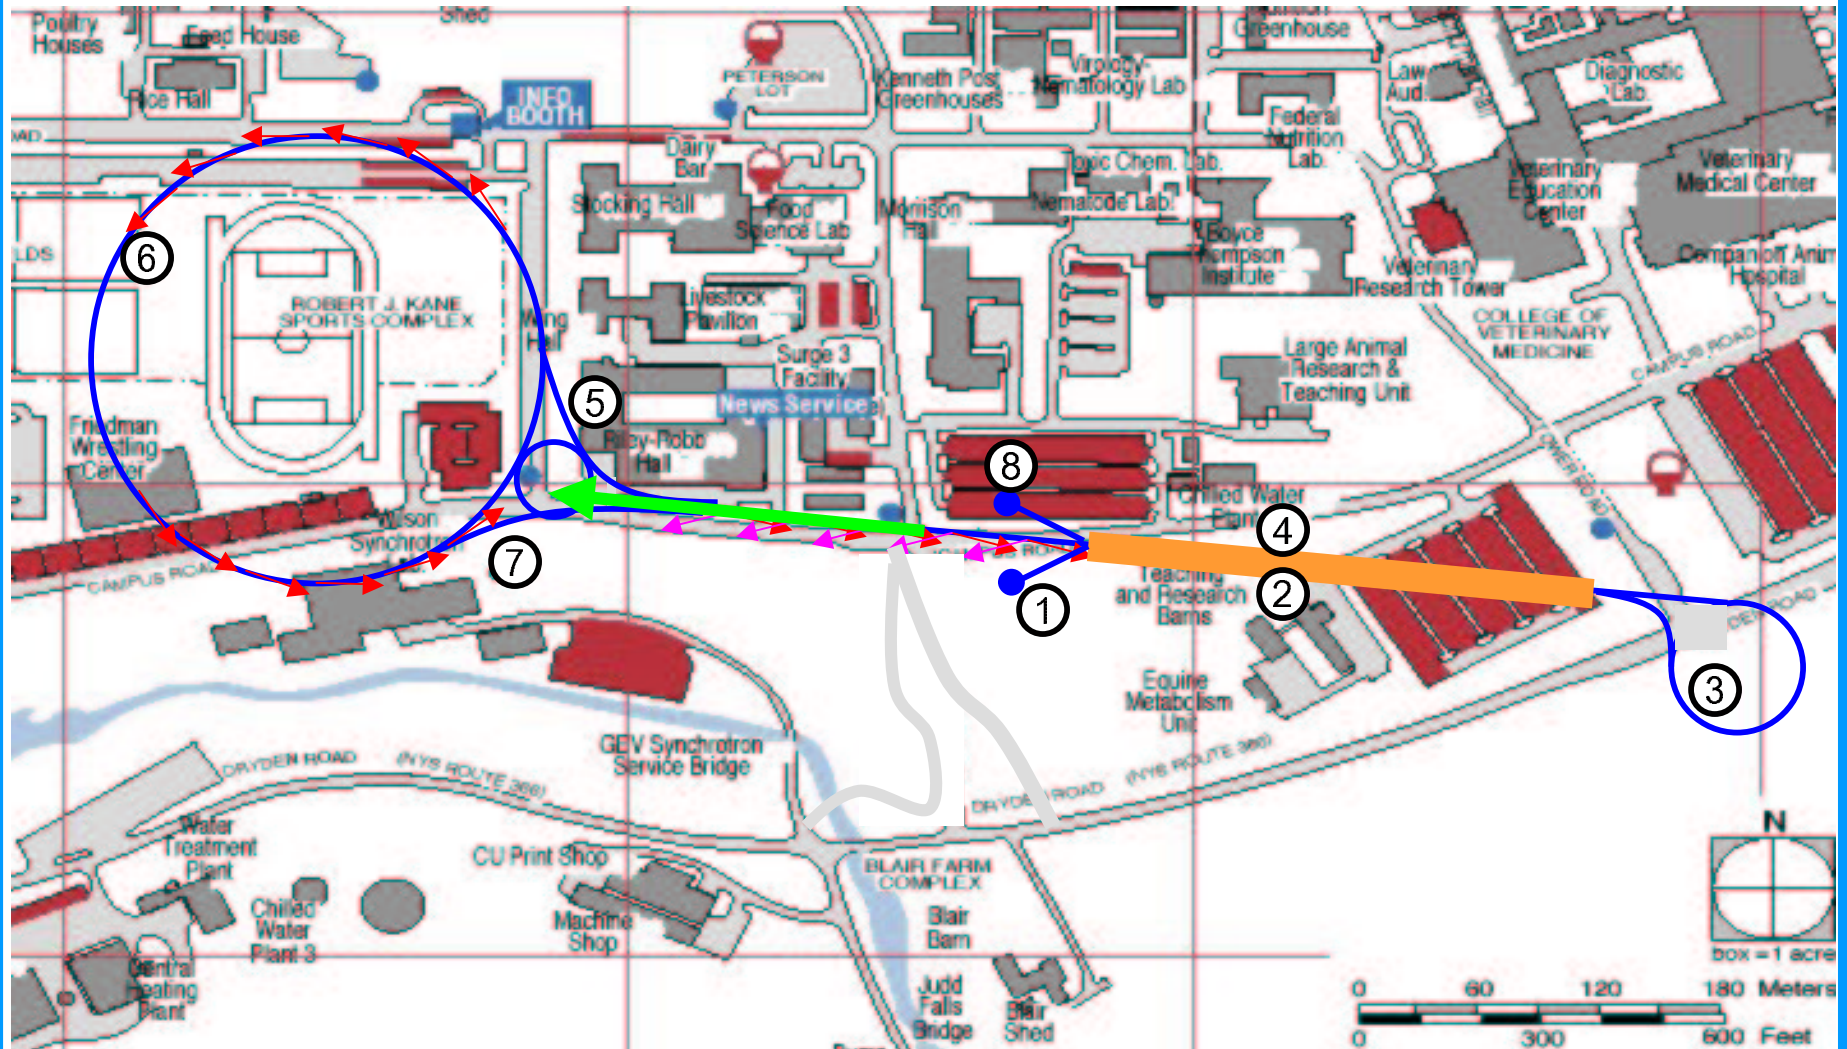 Poultry
Houses
Feed House
Shed
Rice Hall
INFO
BOOTH
PETERSON
LOT
Kenneth Post
Greenhouses
Virology-
Nematology Lab
Greenhouse
Law
Aud.
Diagnostic
Lab.
Federal
Nutrition
Lab.
Dairy
Bar
Toxic Chem. Lab.
Stocking Hall
Food
Science Lab
Morrison
Hall
Nematode Lab.
Boyce
Thompson
Institute
Veterinary
Education
Center
Veterinary
Medical Center
Veterinary
Research Tower
Companion Anim
Hospital
LDS
6
ROBERT J. KANE
SPORTS COMPLEX
Wing
Hall
Livestock
Pavilion
COLLEGE OF
VETERINARY
MEDICINE
CAMPUS ROAD
Surge 3
Facility
Large Animal
Research &
Teaching Unit
News Service
5
Friedman
Wrestling
Center
Riley-Robb
Hall
8
Chilled Water
Plant
4
Wilson
Synchrotron
7
CAMPUS ROAD
1
2
Teaching
and Research
Barns
3
Equine
Metabolism
Unit
GEV Synchrotron
Service Bridge
DRYDEN ROAD
(NYS ROUTE 366)
DRYDEN ROAD
(NYS ROUTE 366)
Water
Treatment
Plant
CU Print Shop
BLAIR FARM
COMPLEX
N
Chilled
Water
Plant 3
Machine
Shop
Blair
Barn
box = 1 acre
Central
Heating
Plant
Judd
Falls
Bridge
Blair
Shed
0 60 120 180 Meters
0 300 600 Feet